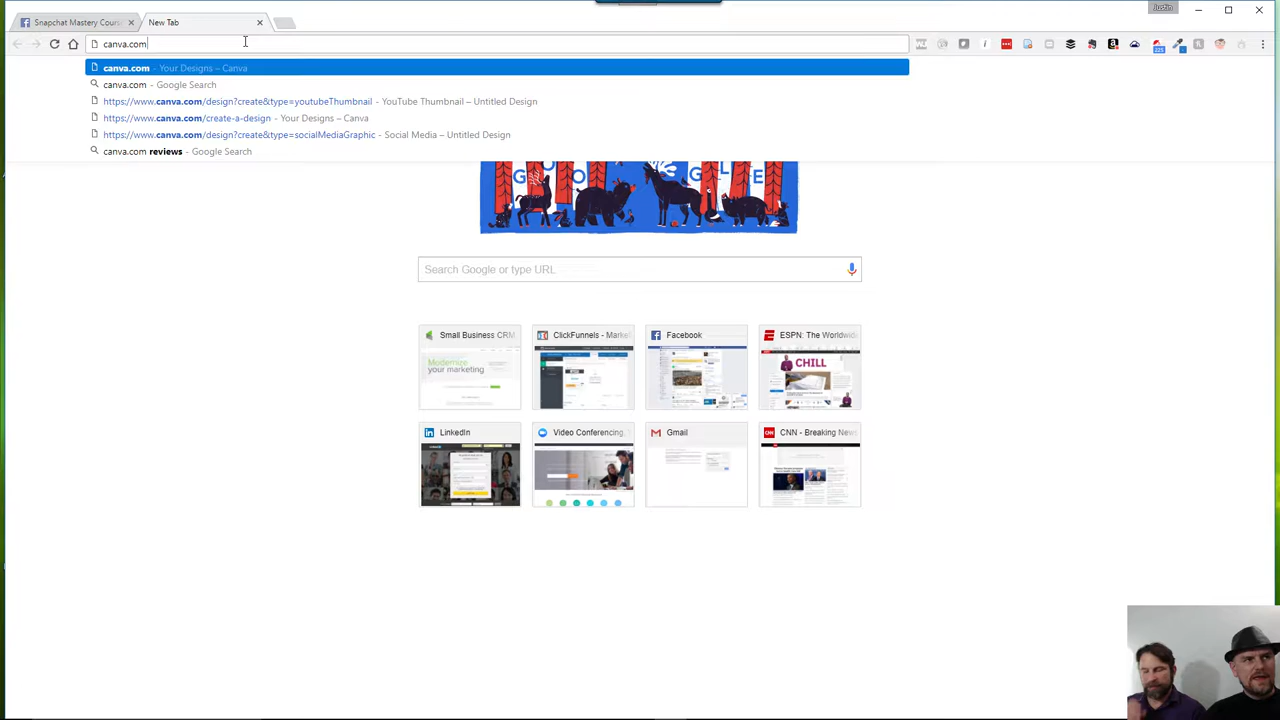 Snapchat Mastery Cours
New Tab
Justin
canva.com
canva.com - Your Designs – Canva
canva.com - Google Search
https://www.canva.com/design?create&type=youtubeThumbnail - YouTube Thumbnail – Untitled Design
https://www.canva.com/create-a-design - Your Designs – Canva
https://www.canva.com/design?create&type=socialMediaGraphic - Social Media – Untitled Design
canva.com reviews - Google Search
G O O G L E
Search Google or type URL
Small Business CRM
ClickFunnels - Marke
Facebook
ESPN: The Worldwide
Modernize
your marketing
CHILL
LinkedIn
Video Conferencing,
Gmail
CNN - Breaking News